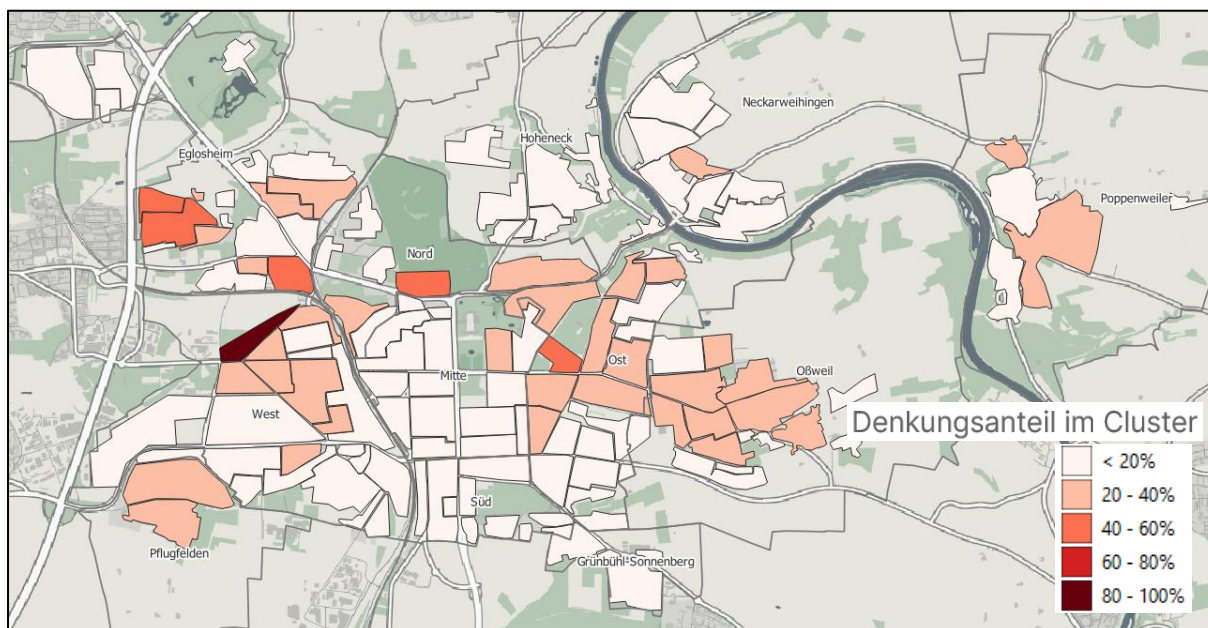 Neckarweihingen
Hoheneck
Eglosheim
Poppenweiler
Nord
Ost
Oßweil
Mitte
West
Denkungsanteil im Cluster
< 20%
20 - 40%
40 - 60%
60 - 80%
80 - 100%
Süd
Pflugfelden
Grünbühl-Sonnenberg